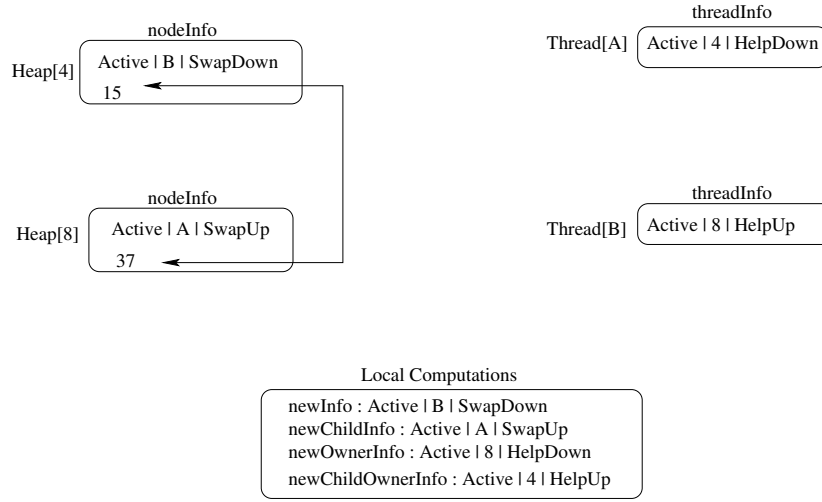 nodeInfo
Heap[4]
Active | B | SwapDown
15
threadInfo
Thread[A]
Active | 4 | HelpDown
nodeInfo
Heap[8]
Active | A | SwapUp
37
threadInfo
Thread[B]
Active | 8 | HelpUp
Local Computations
newInfo : Active | B | SwapDown
newChildInfo : Active | A | SwapUp
newOwnerInfo : Active | 8 | HelpDown
newChildOwnerInfo : Active | 4 | HelpUp